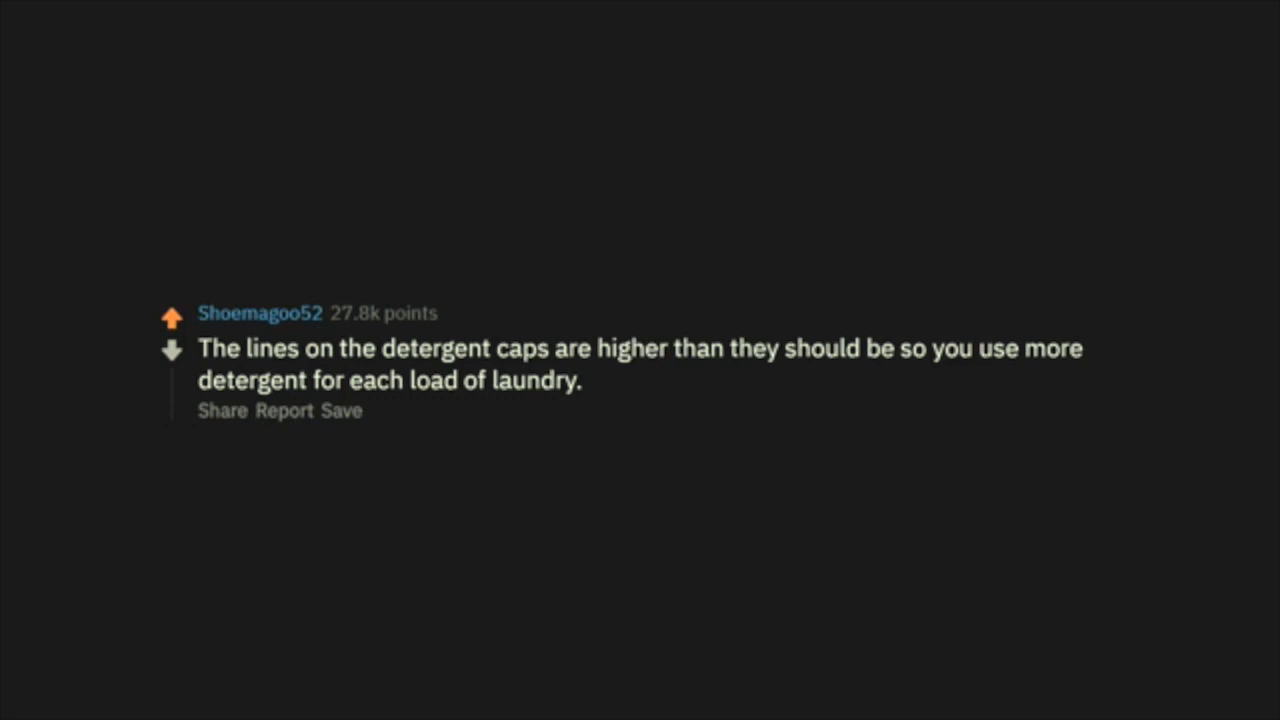 Shoemagoo52 27.8k points
The lines on the detergent caps are higher than they should be so you use more
detergent for each load of laundry.
Share Report Save